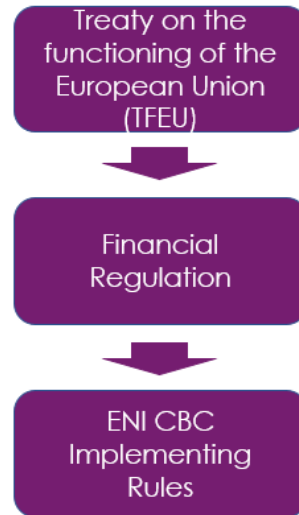 Treaty on the
functioning of the
European Union
(TFEU)
Financial
Regulation
ENI CBC
Implementing
Rules